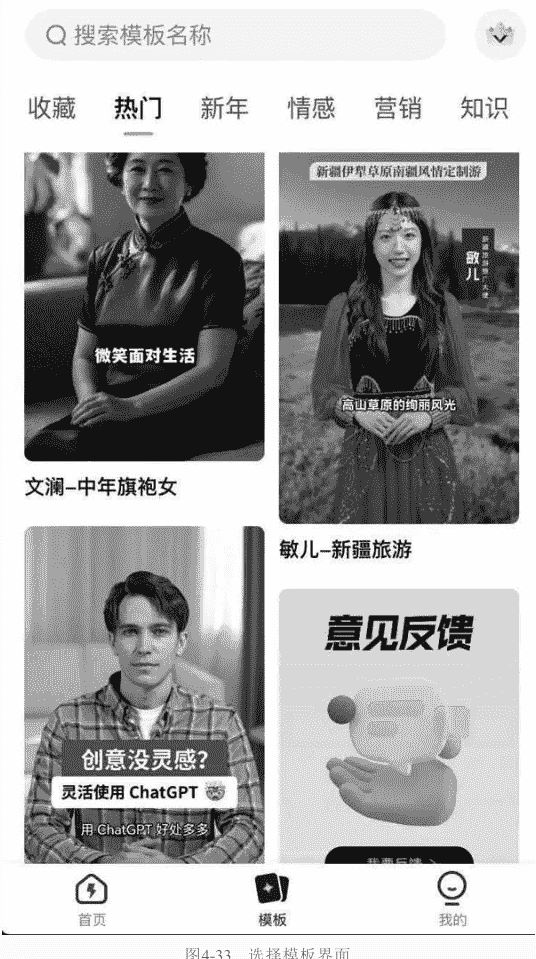 搜索模板名称
收藏 热门 新年 情感 营销 知识
微笑面对生活
文澜-中年旗袍女
新疆伊犁草原南疆风情定制游
敏儿
高山草原的绚丽风光
敏儿-新疆旅游
创意没灵感?
灵活使用 ChatGPT
用 ChatGPT 好处多多
意见反馈
我要反馈 >
首页 模板 我的
图4-33 选择模板界面